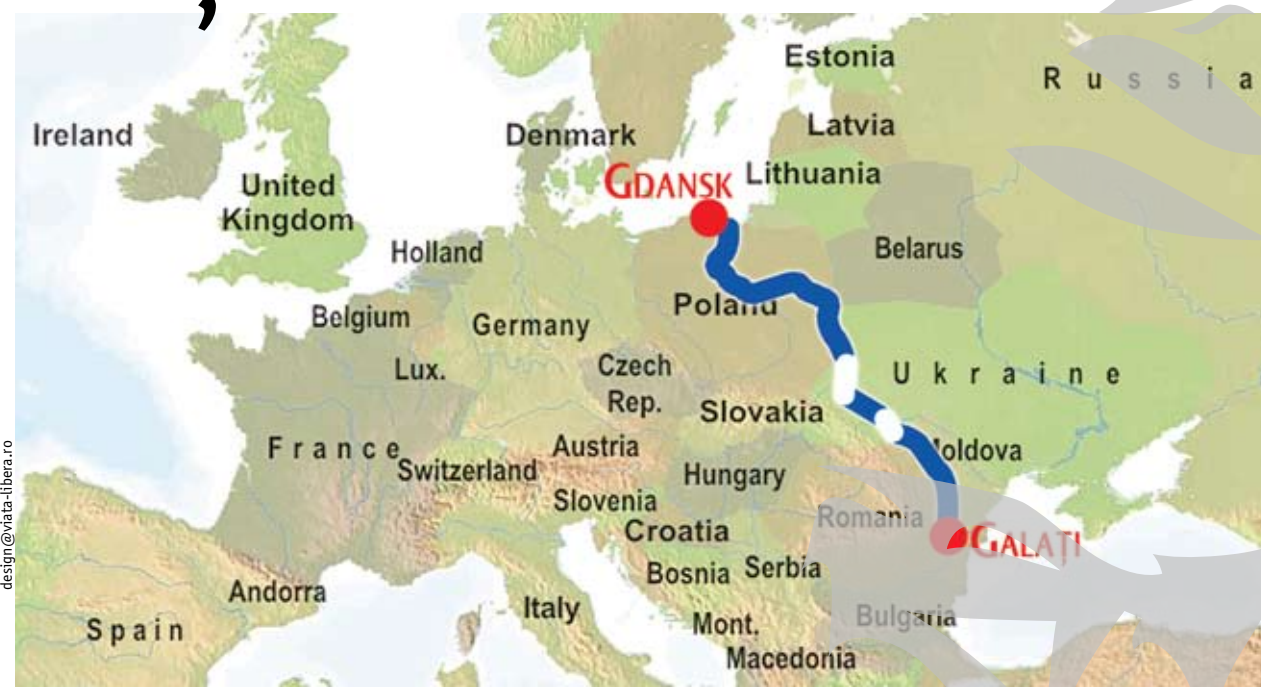 Estonia
Russia
Latvia
Ireland
Denmark
Lithuania
GDANSK
United
Kingdom
Belarus
Holland
Poland
Belgium
Germany
Czech
Rep.
Lux.
Ukraine
Slovakia
France
Austria
Moldova
Switzerland
Hungary
Slovenia
Romania
Croatia
GALAȚI
Bosnia
Serbia
Andorra
Italy
Bulgaria
Spain
Mont.
Macedonia
design@viata-libera.ro